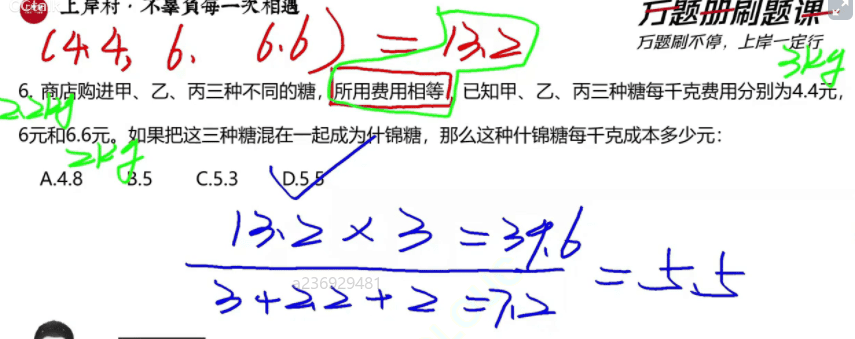 上岸村·不辜負每一次相遇
万题册刷题课
万题刷不停，上岸一定行
(4.4, 6. 6.6) = 13.2
3kg
6. 商店购进甲、乙、丙三种不同的糖，所用费用相等，已知甲、乙、丙三种糖每千克费用分别为4.4元，
2.2kg
6元和6.6元。如果把这三种糖混在一起成为什锦糖，那么这种什锦糖每千克成本多少元：
2kg
A.4.8 B.5 C.5.3 D.5.5
13.2 × 3 = 39.6
a236929481
3+2.2+2 =7.2
= 5.5